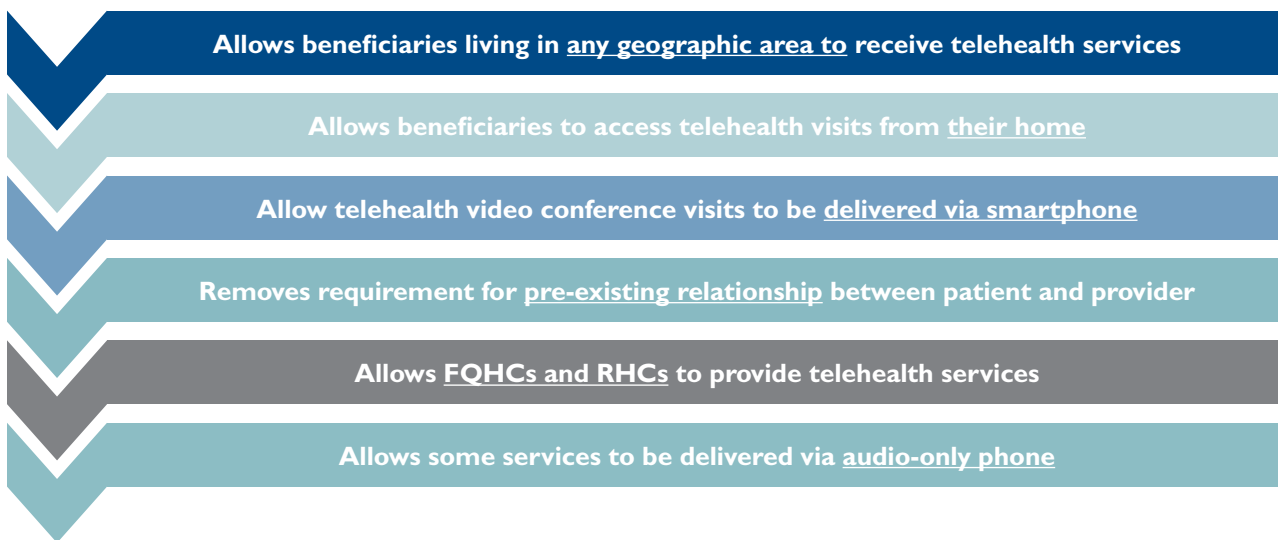 Allows beneficiaries living in any geographic area to receive telehealth services
Allows beneficiaries to access telehealth visits from their home
Allow telehealth video conference visits to be delivered via smartphone
Removes requirement for pre-existing relationship between patient and provider
Allows FQHCs and RHCs to provide telehealth services
Allows some services to be delivered via audio-only phone